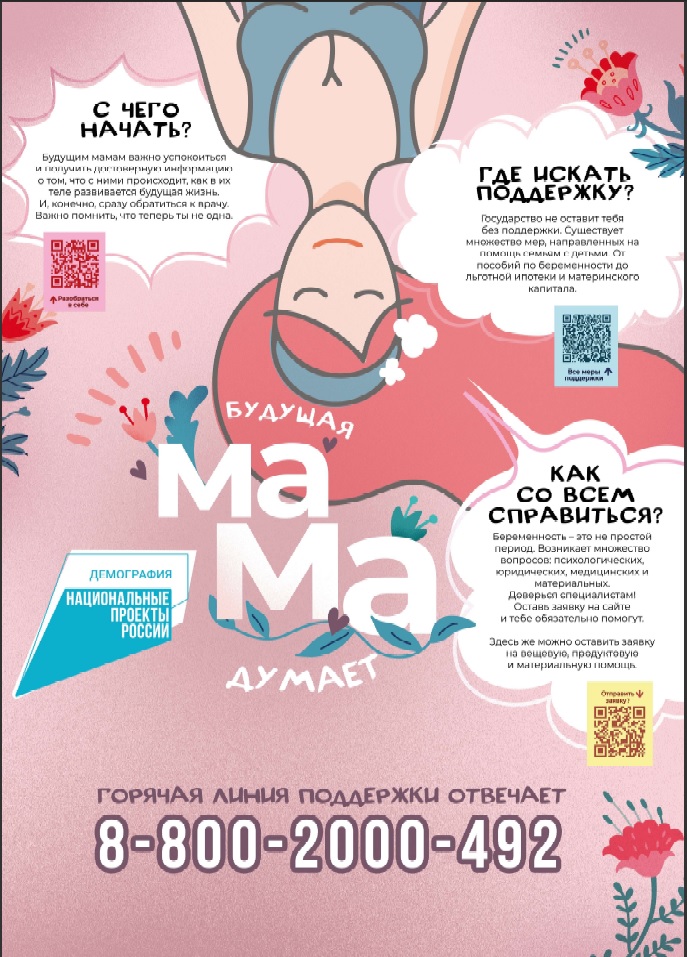 С ЧЕГО
НАЧАТЬ?
Будущим мамам важно успокоиться
и получить достоверную информацию
о том, что с ними происходит, как в их
теле развивается будущая жизнь.
И, конечно, сразу обратиться к врачу.
Важно помнить, что теперь ты не одна.
Разобраться
в себе
ГДЕ ИСКАТЬ
ПОДДЕРЖКУ?
Государство не оставит тебя
без поддержки. Существует
множество мер, направленных на
помощь семьям с детьми. От
пособий по беременности до
льготной ипотеки и материнского
капитала.
Все меры
поддержки
БУДУЩАЯ
Ма
Ма
ДУМАЕТ
КАК
СО ВСЕМ
СПРАВИТЬСЯ?
Беременность – это не простой
период. Возникает множество
вопросов: психологических,
юридических, медицинских и
материальных.
Доверься специалистам!
Оставь заявку на сайте
и тебе обязательно помогут.
Здесь же можно оставить заявку
на вещевую, продуктовую
и материальную помощь.
Отправить
заявку!
ДЕМОГРАФИЯ
НАЦИОНАЛЬНЫЕ
ПРОЕКТЫ
РОССИИ
ГОРЯЧАЯ ЛИНИЯ ПОДДЕРЖКИ ОТВЕЧАЕТ
8-800-2000-492